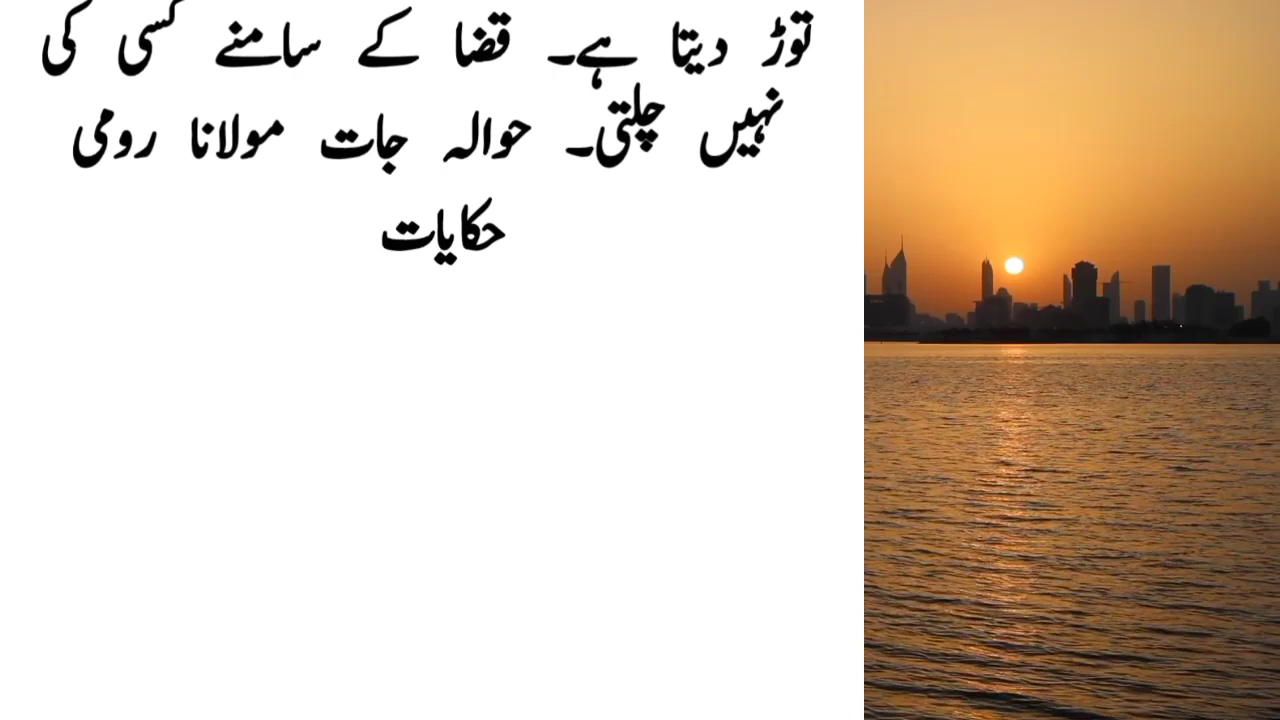 توڑ دیتا ہے۔ قضا کے سامنے کسی کی
نہیں چلتی۔ حوالہ جات مولانا رومی
حکایات